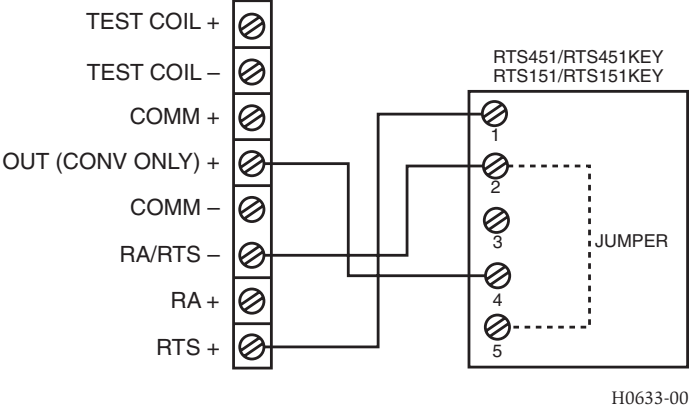 TEST COIL +
TEST COIL –
COMM +
OUT (CONV ONLY) +
COMM –
RA/RTS –
RA +
RTS +
RTS451/RTS451KEY
RTS151/RTS151KEY
1
2
3
JUMPER
4
5
H0633-00